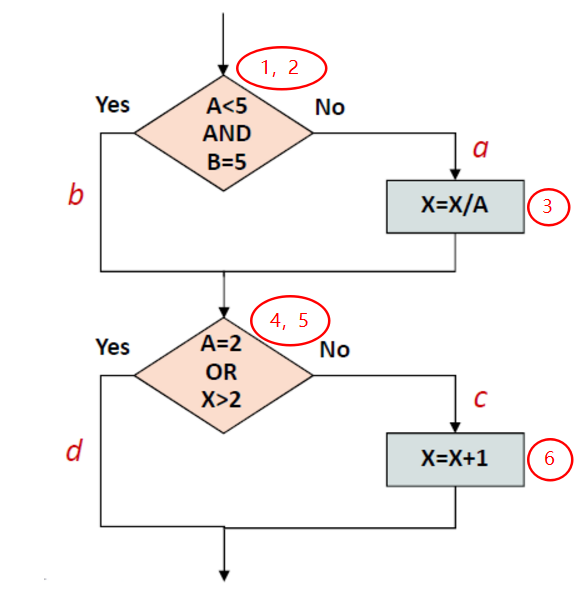 1, 2
Yes
A<5
AND
B=5
No
a
b
X=X/A
3
4, 5
Yes
A=2
OR
X>2
No
c
d
X=X+1
6